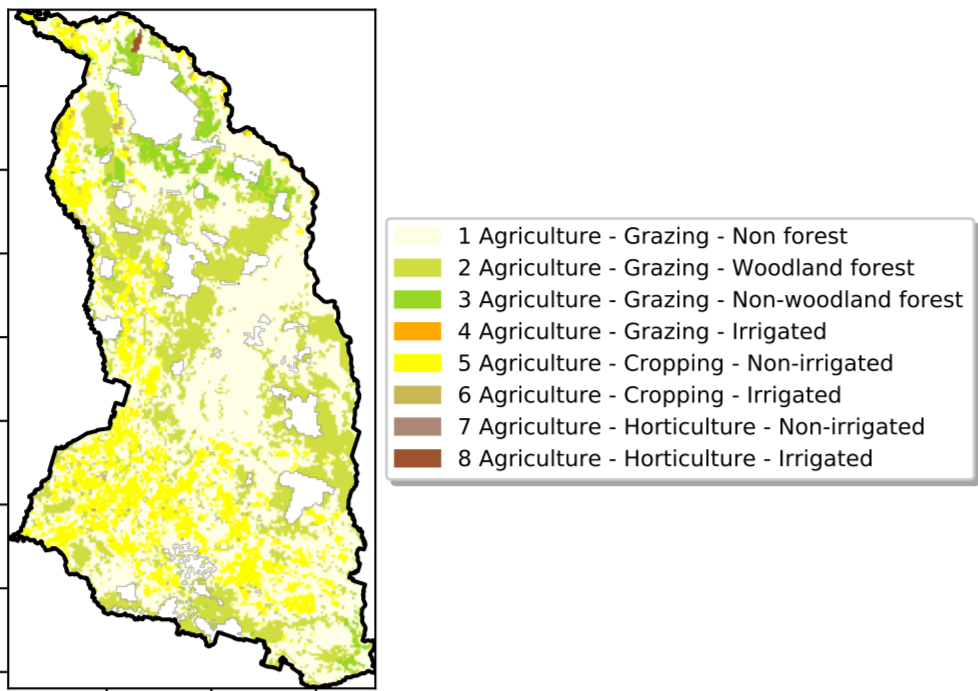 1 Agriculture - Grazing - Non forest
2 Agriculture - Grazing - Woodland forest
3 Agriculture - Grazing - Non-woodland forest
4 Agriculture - Grazing - Irrigated
5 Agriculture - Cropping - Non-irrigated
6 Agriculture - Cropping - Irrigated
7 Agriculture - Horticulture - Non-irrigated
8 Agriculture - Horticulture - Irrigated